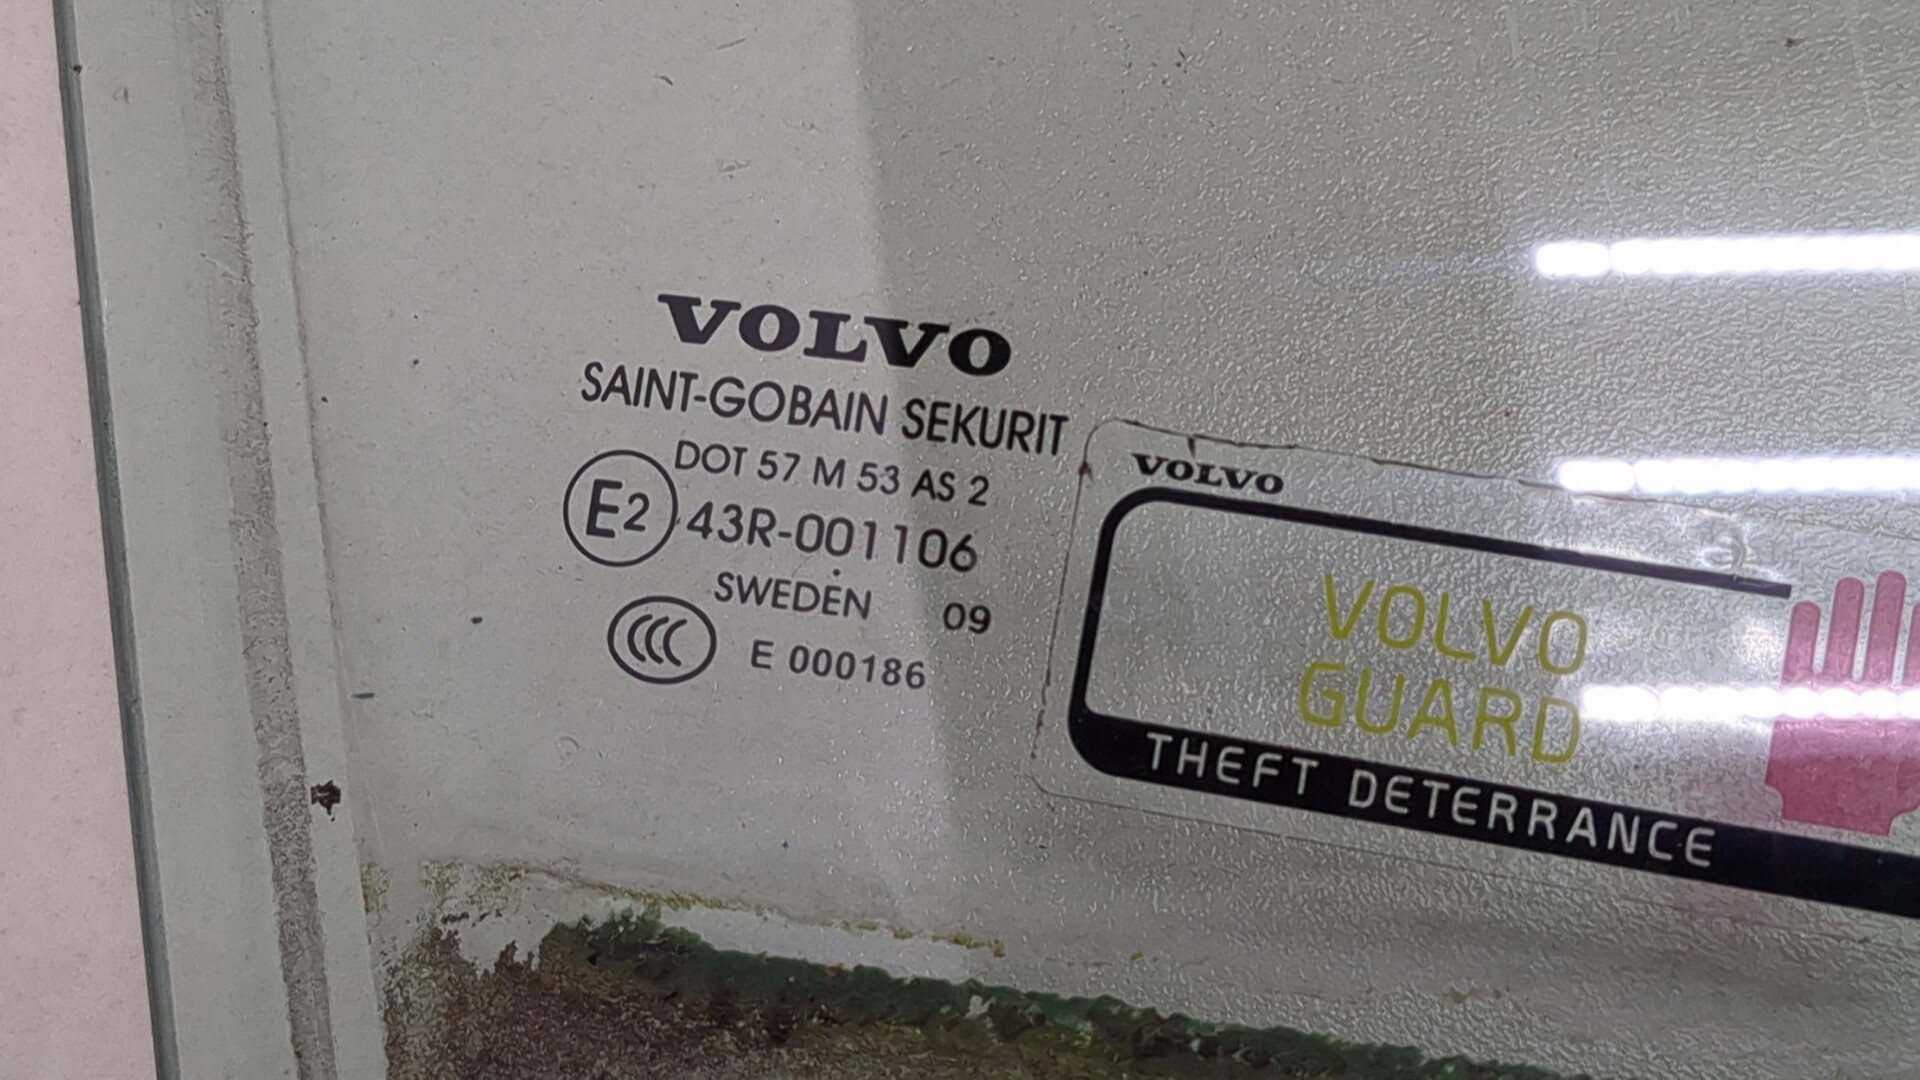 VOLVO
SAINT-GOBAIN SEKURIT
DOT 57 M 53 AS 2
E2 43R-001106
SWEDEN 09
CCC E 000186
VOLVO
VOLVO
GUARD
THEFT DETERRANCE